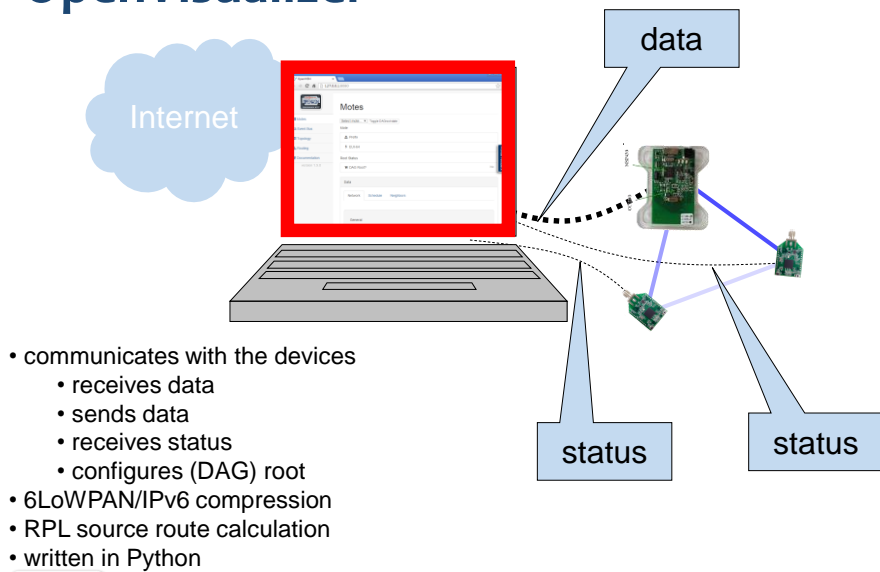 OpenVisualizer
data
Internet
Motes
status
status
• communicates with the devices
• receives data
• sends data
• receives status
• configures (DAG) root
• 6LoWPAN/IPv6 compression
• RPL source route calculation
• written in Python